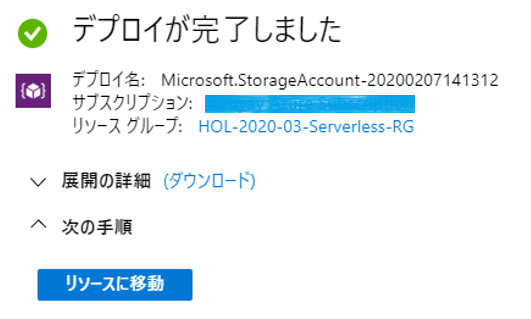 デプロイが完了しました
デプロイ名: Microsoft.StorageAccount-20200207141312
サブスクリプション:
リソース グループ: HOL-2020-03-Serverless-RG
展開の詳細 (ダウンロード)
次の手順
リソースに移動